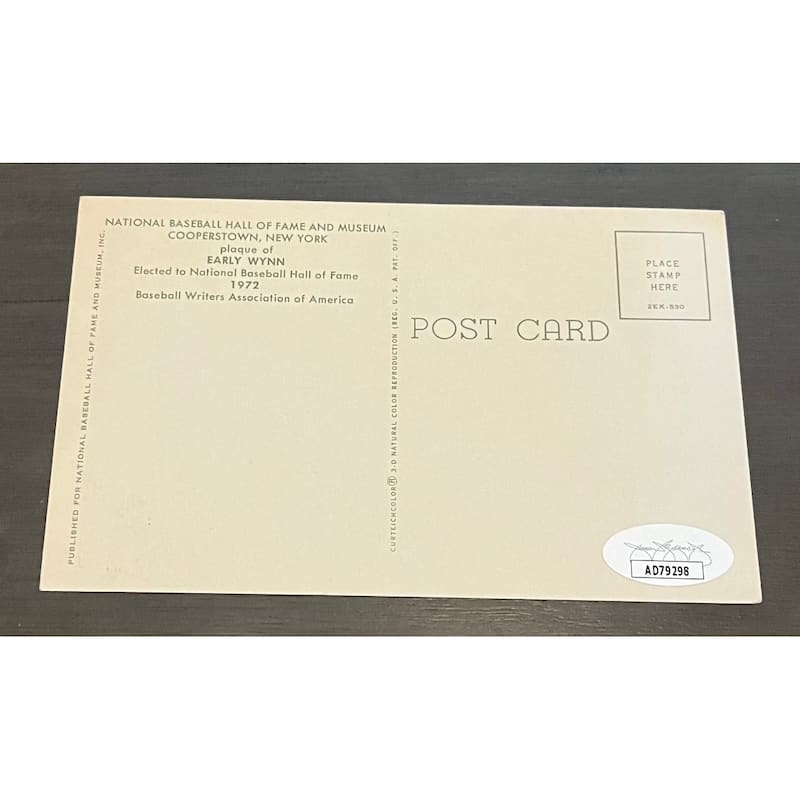 NATIONAL BASEBALL HALL OF FAME AND MUSEUM
COOPERSTOWN, NEW YORK
plaque of
EARLY WYNN
Elected to National Baseball Hall of Fame
1972
Baseball Writers Association of America
PUBLISHED FOR NATIONAL BASEBALL HALL OF FAME AND MUSEUM, INC.
CURTEICHCOLOR® 3-D NATURAL COLOR REPRODUCTION (REG. U. S. A. PAT. OFF.)
POST CARD
PLACE
STAMP
HERE
2EK-530
AD79298